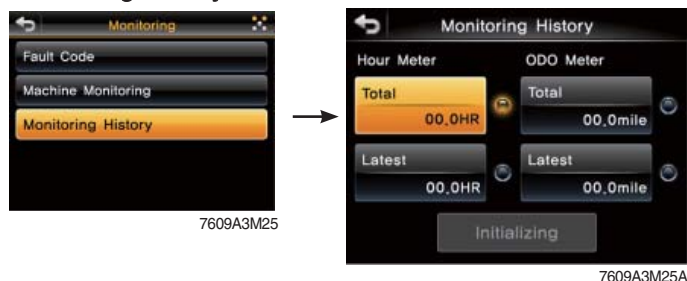 Monitoring
Fault Code
Machine Monitoring
Monitoring History
7609A3M25
Monitoring History
Hour Meter ODO Meter
Total Total
00.0HR 00.0mile
Latest Latest
00.0HR 00.0mile
Initializing
7609A3M25A